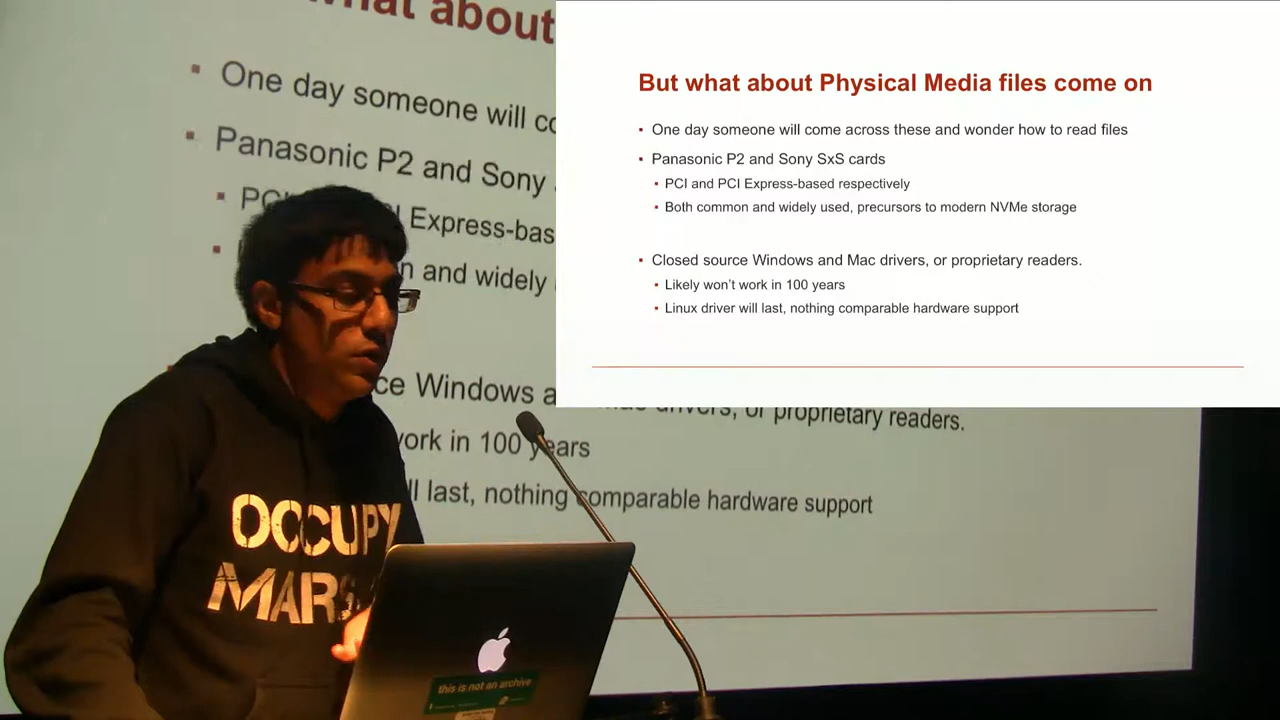 what about
One day someone will co
Panasonic P2 and Sony
Express-bas
n and widely
ce Windows a
drivers, or proprietary readers.
work in 100 years
ll last, nothing comparable hardware support
But what about Physical Media files come on
One day someone will come across these and wonder how to read files
Panasonic P2 and Sony SxS cards
PCI and PCI Express-based respectively
Both common and widely used, precursors to modern NVMe storage
Closed source Windows and Mac drivers, or proprietary readers.
Likely won't work in 100 years
Linux driver will last, nothing comparable hardware support
OCCUPY
MARS
this is not an archive